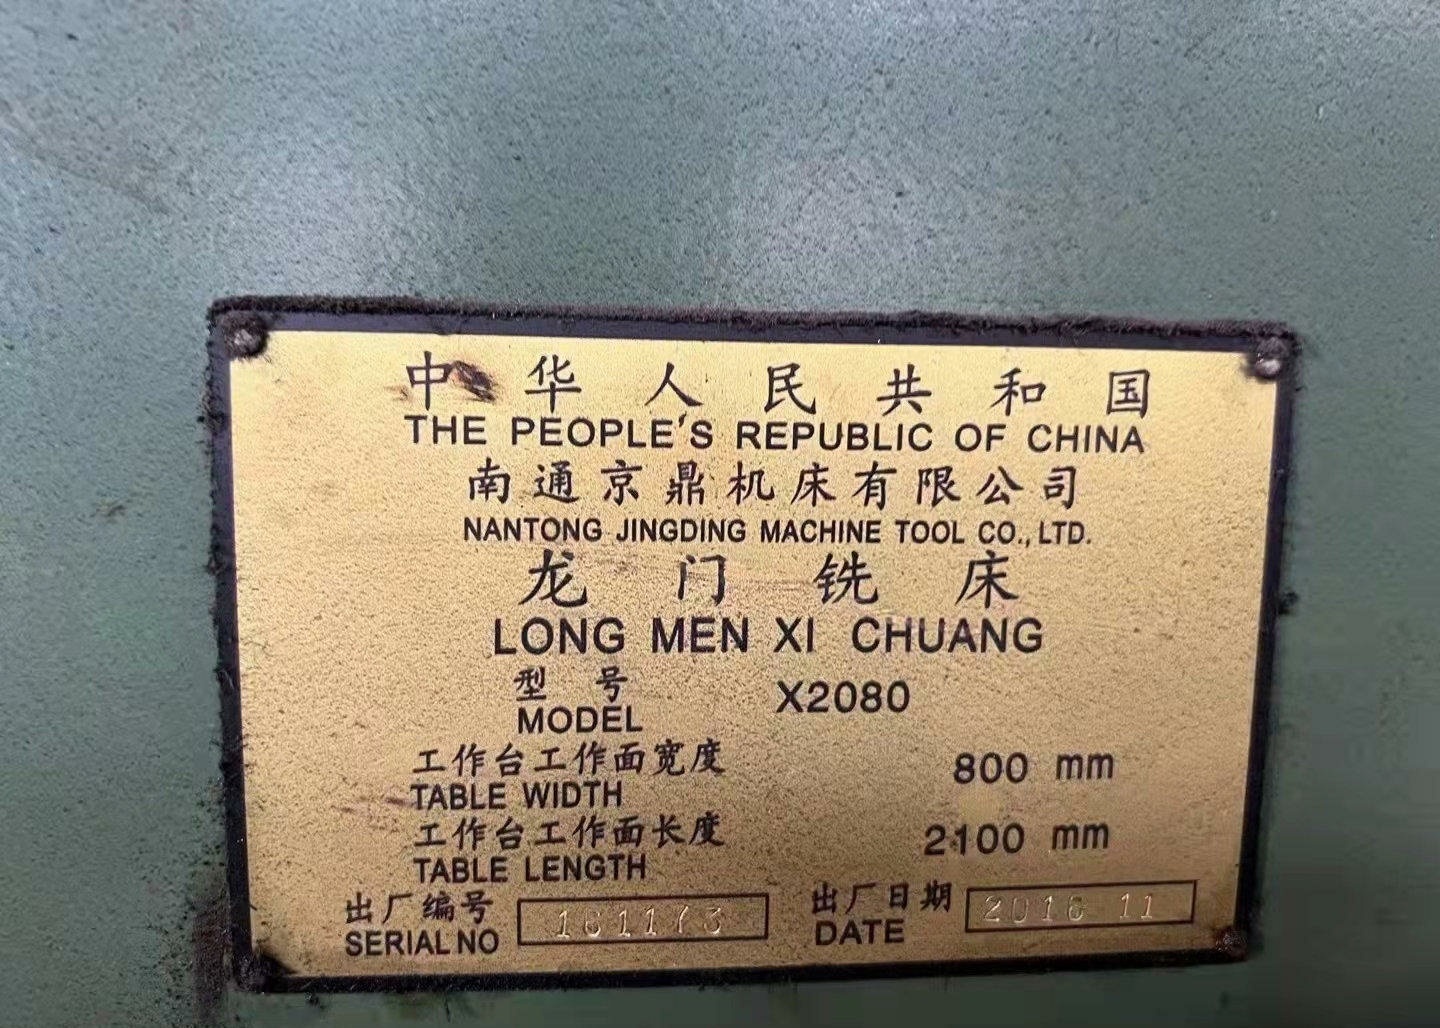 中华人民共和国
THE PEOPLE'S REPUBLIC OF CHINA
南通京鼎机床有限公司
NANTONG JINGDING MACHINE TOOL CO.,LTD.
龙门铣床
LONG MEN XI CHUANG
型号 X2080
MODEL
工作台工作面宽度 800 mm
TABLE WIDTH
工作台工作面长度 2100 mm
TABLE LENGTH
出厂编号
SERIAL NO
出厂日期 2016 11
DATE